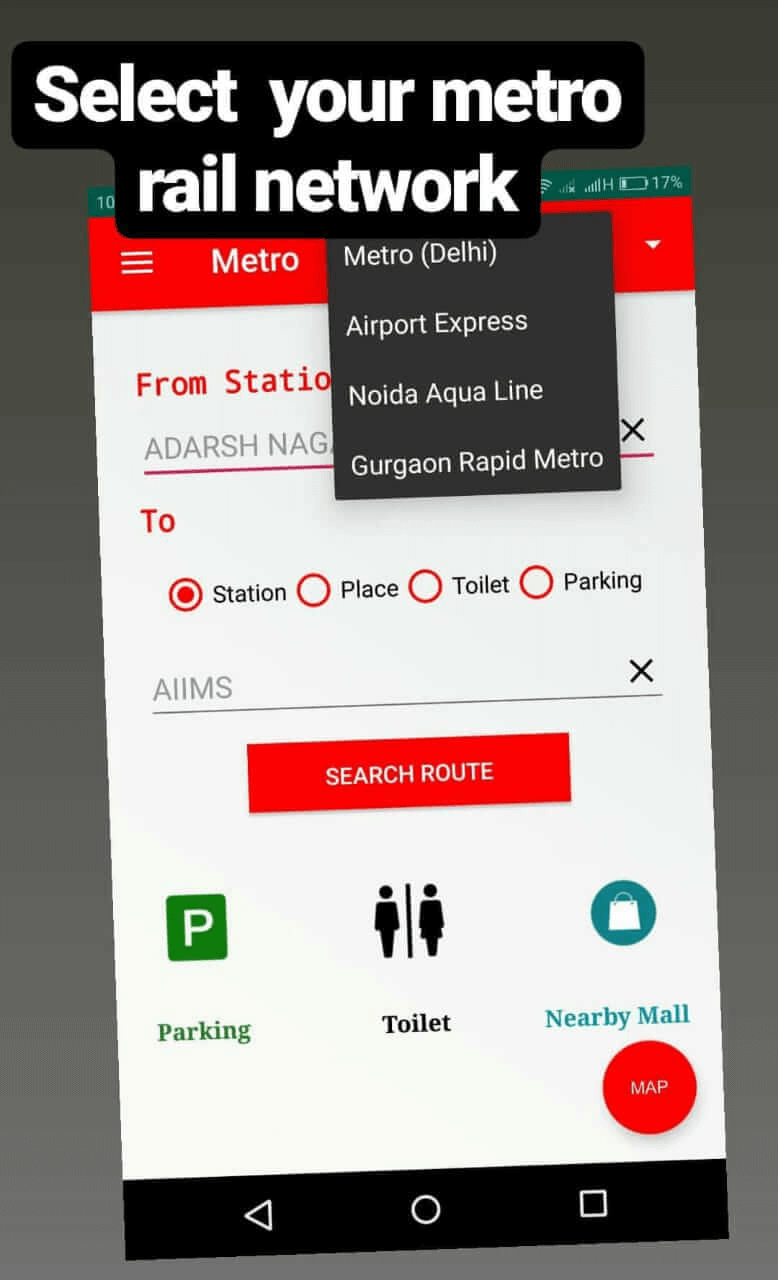 Select your metro
rail network
10
H 17%
Metro
Metro (Delhi)
Airport Express
Noida Aqua Line
Gurgaon Rapid Metro
From Statio
ADARSH NAGA
To
Station Place Toilet Parking
AIIMS
SEARCH ROUTE
P
Parking
Toilet
Nearby Mall
MAP